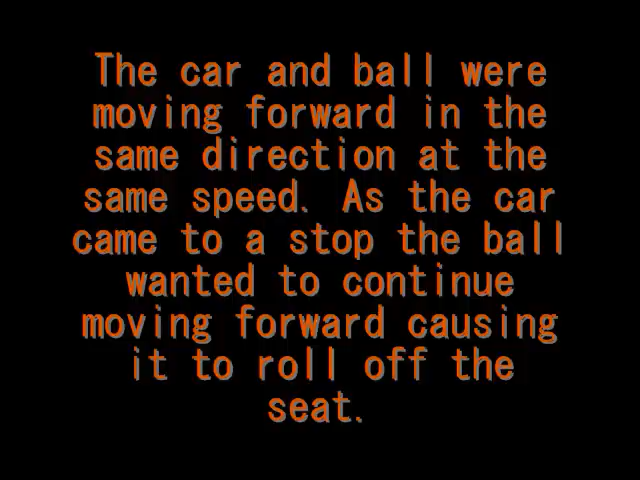 The car and ball were
moving forward in the
same direction at the
same speed. As the car
came to a stop the ball
wanted to continue
moving forward causing
it to roll off the
seat.